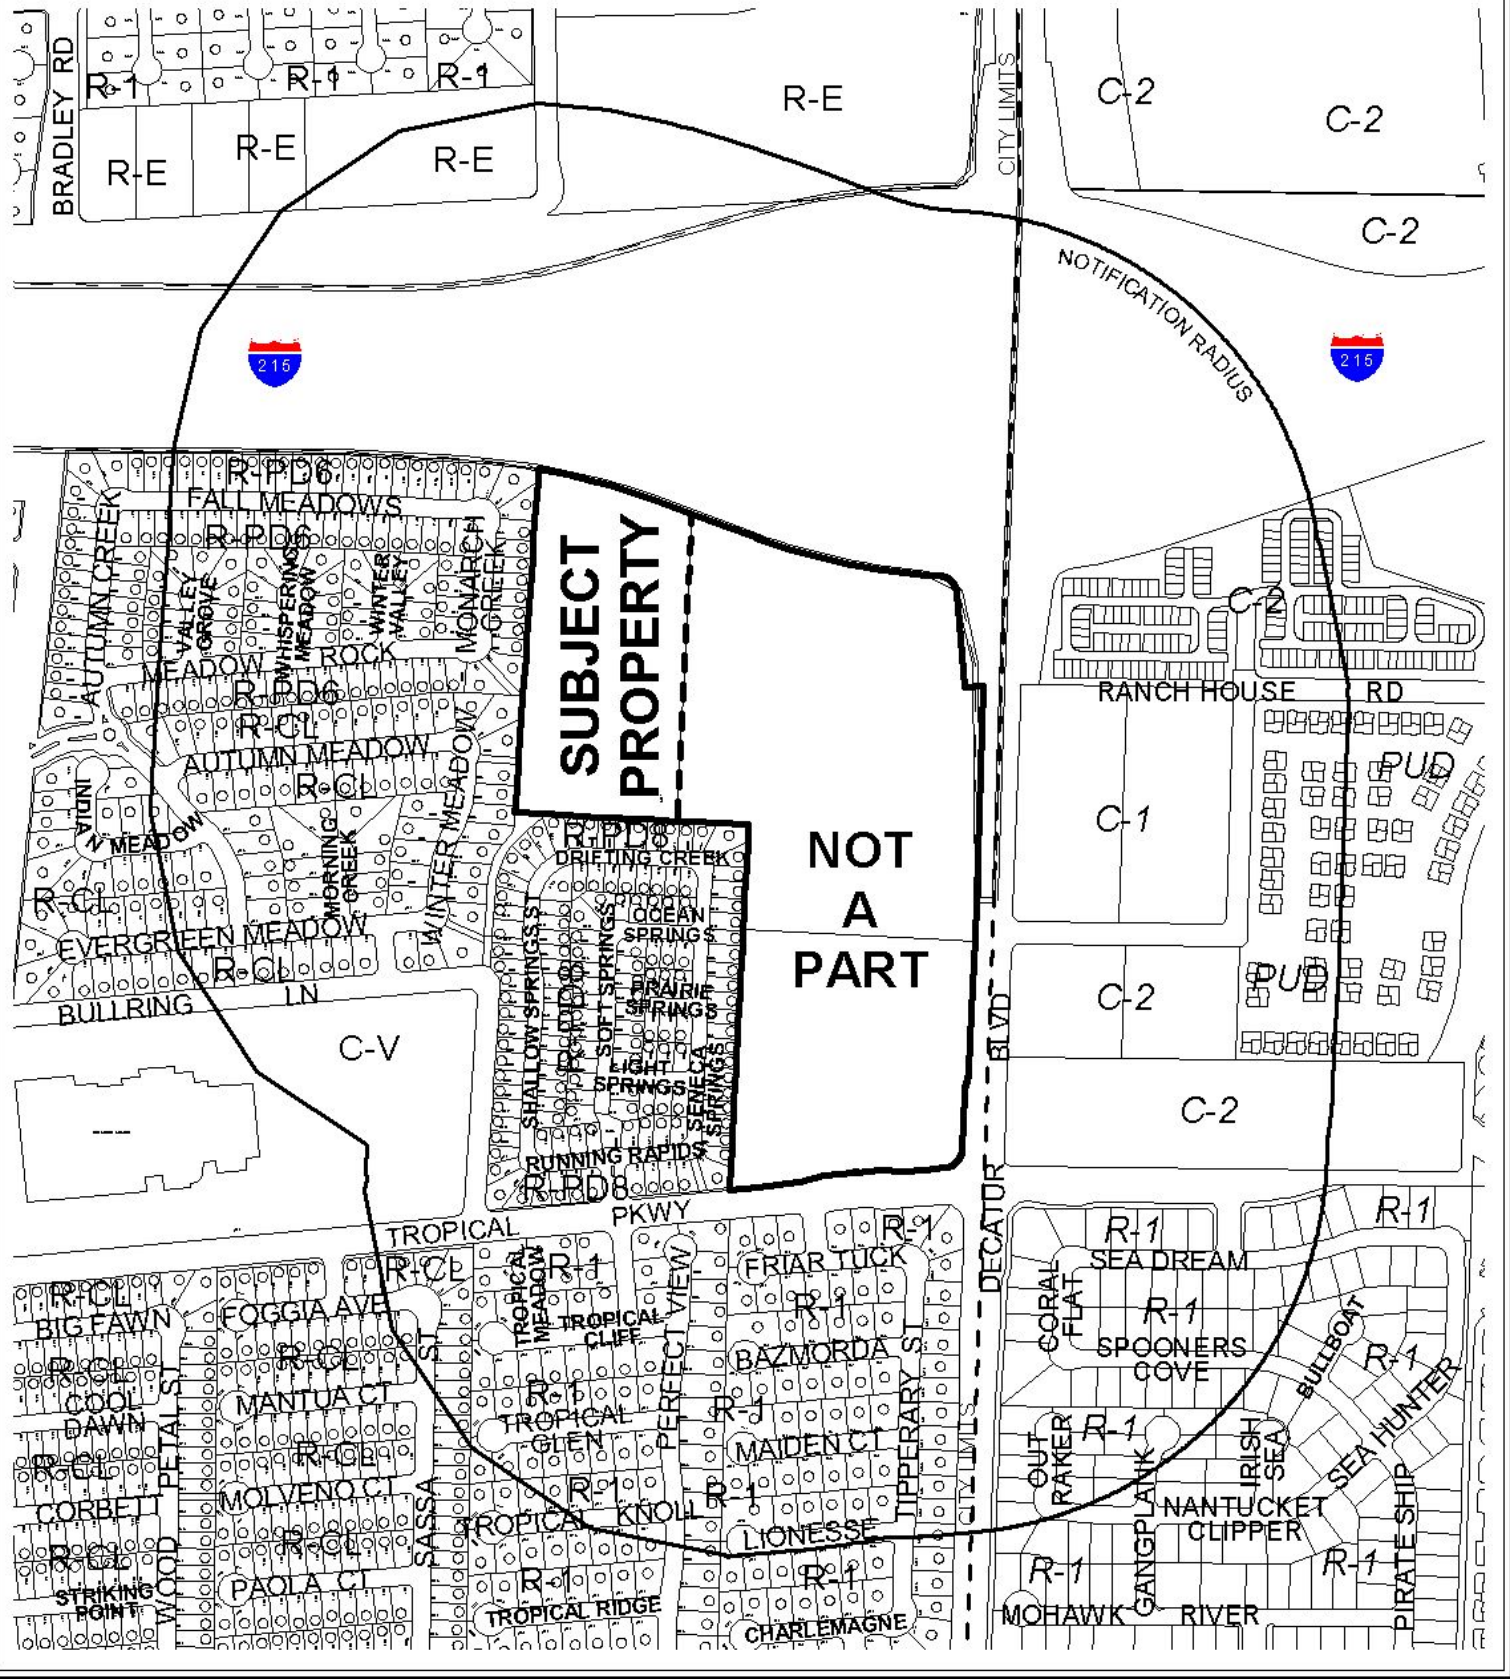 BRADLEY RD
R-1
R-1
R-1
R-E
R-E
R-E
R-E
CITY LIMITS
C-2
C-2
C-2
NOTIFICATION RADIUS
215
215
R-PD6
FALL MEADOWS
R-PD6
AUTUMN CREEK
VALLEY
GROVE
WHISPERING
MEADOW
WINTER
VALLEY
MONARCH
CREEK
MEADOW ROCK
R-PD6
R-CL
AUTUMN MEADOW
R-CL
INDIAN MEADOW
MORNING
CREEK
WINTER MEADOW
R-CL
EVERGREEN MEADOW
R-CL
BULLRING LN
C-V
SUBJECT
PROPERTY
NOT
A
PART
R-PD8
DRIFTING CREEK
OCEAN
SPRINGS
SHALLOW SPRINGS ST
R-PD8
SOFT SPRINGS
PRAIRIE
SPRINGS
LIGHT
SPRINGS
SENECA
SPRINGS
RUNNING RAPIDS
R-PD8
C-2
RANCH HOUSE RD
C-1
PUD
C-2
PUD
C-2
DECATUR BLVD
TROPICAL PKWY
R-CL
BIG FAWN
R-CL
COOL
DAWN
R-CL
CORBETT
R-CL
STRIKING
POINT
WOOD PETAL ST
R-CL
FOGGIA AVE
R-CL
MANTUA CT
R-CL
MOLVENO CT
R-CL
PAOLA CT
SASSA ST
TROPICAL
MEADOW
R-1
TROPICAL
CLIFF
R-1
TROPICAL
GLEN
R-1
TROPICAL KNOLL
R-1
TROPICAL RIDGE
PERFECT VIEW
R-1
FRIAR TUCK
R-1
BAZMORDA
R-1
MAIDEN CT
R-1
LIONESSE
R-1
CHARLEMAGNE
TIPPERARY ST
CITY LIMITS
R-1
R-1
SEA DREAM
CORAL
FLAT
R-1
SPOONERS
COVE
BULLBOAT
R-1
SEA HUNTER
OUT
RAKER
R-1
GANGPLANK
IRISH
SEA
NANTUCKET
CLIPPER
R-1
R-1
PIRATE SHIP
MOHAWK RIVER